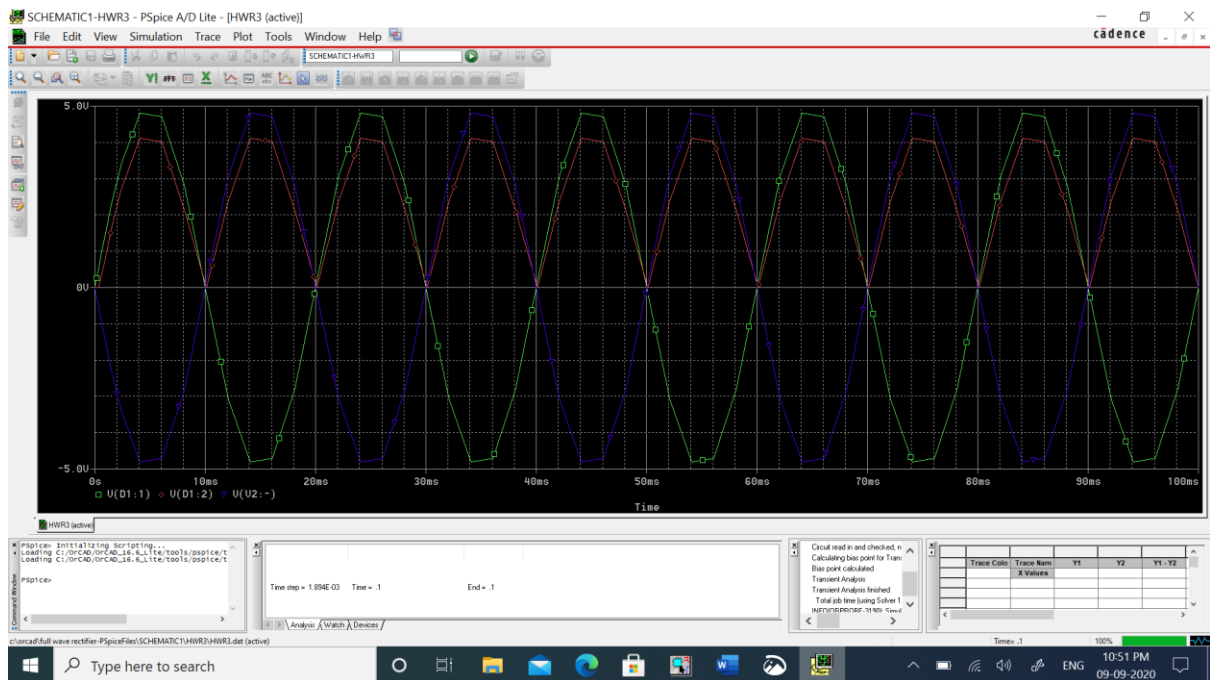 SCHEMATIC1-HWR3 - PSpice A/D Lite - [HWR3 (active)]
File Edit View Simulation Trace Plot Tools Window Help
cādence
SCHEMATIC1-HWR3
5.0V
0V
-5.0V
0s 10ms 20ms 30ms 40ms 50ms 60ms 70ms 80ms 90ms 100ms
V(D1:1) V(D1:2) V(V2:-)
Time
HWR3 (active)
PSpice> Initializing Scripting...
Loading C:/OrCAD/OrCAD_16.6_Lite/tools/pspice/t
Loading C:/OrCAD/OrCAD_16.6_Lite/tools/pspice/t
PSpice>
Command Window
Time step = 1.894E-03 Time = .1 End = .1
Analysis Watch Devices
Circuit read in and checked, n
Calculating bias point for Tran:
Bias point calculated
Transient Analysis
Transient Analysis finished
Total job time (using Solver 1
Trace Colo Trace Nam Y1 Y2 Y1 - Y2
X Values
c:\orcad\full wave rectifier-PSpiceFiles\SCHEMATIC1\HWR3\HWR3.dat (active)
Time= .1 100%
Type here to search
ENG
10:51 PM
09-09-2020